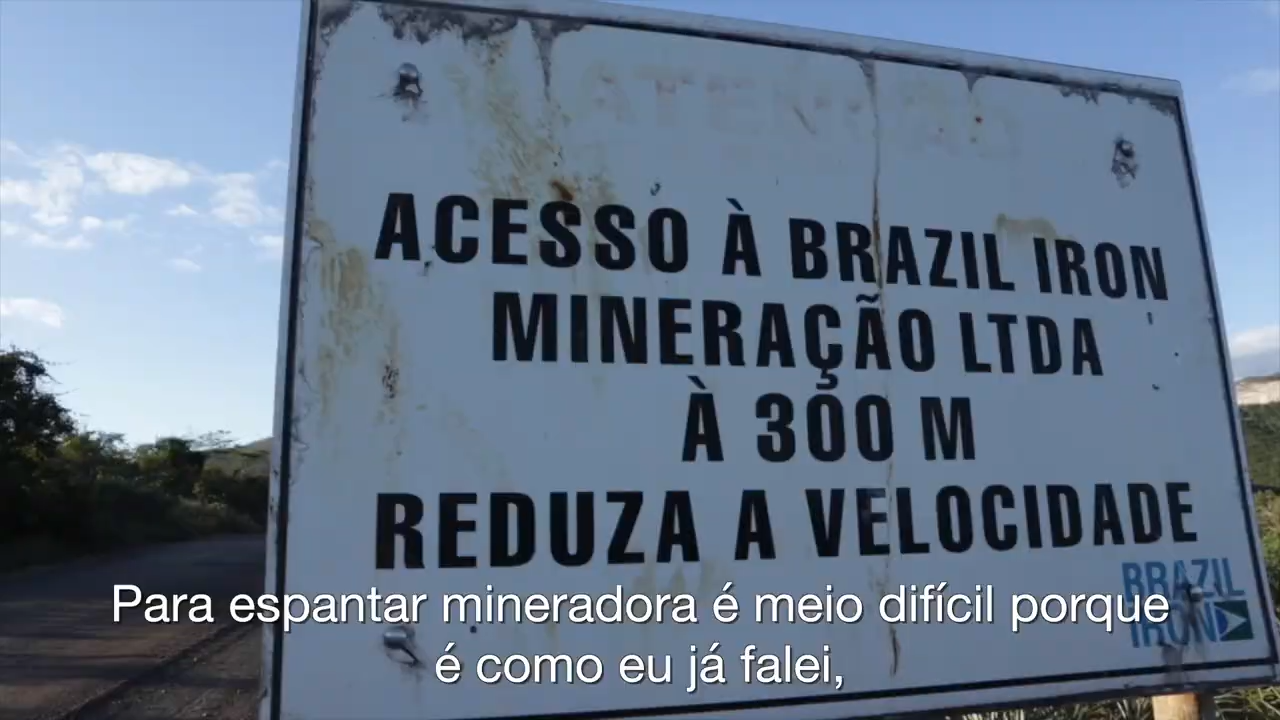 ATENÇÃO
ACESSO À BRAZIL IRON
MINERAÇÃO LTDA
À 300 M
REDUZA A VELOCIDADE
BRAZIL
IRON
Para espantar mineradora é meio difícil porque
é como eu já falei,